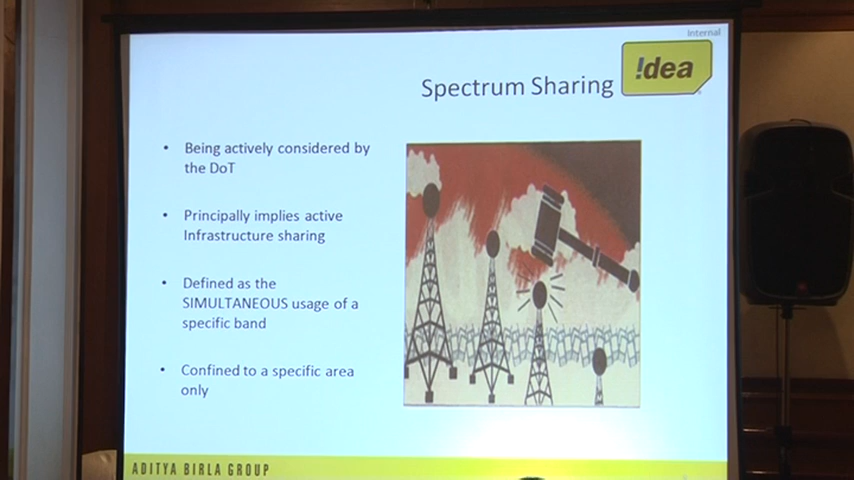 Internal
!dea
Spectrum Sharing
• Being actively considered by
the DoT
• Principally implies active
Infrastructure sharing
• Defined as the
SIMULTANEOUS usage of a
specific band
• Confined to a specific area
only
ADITYA BIRLA GROUP